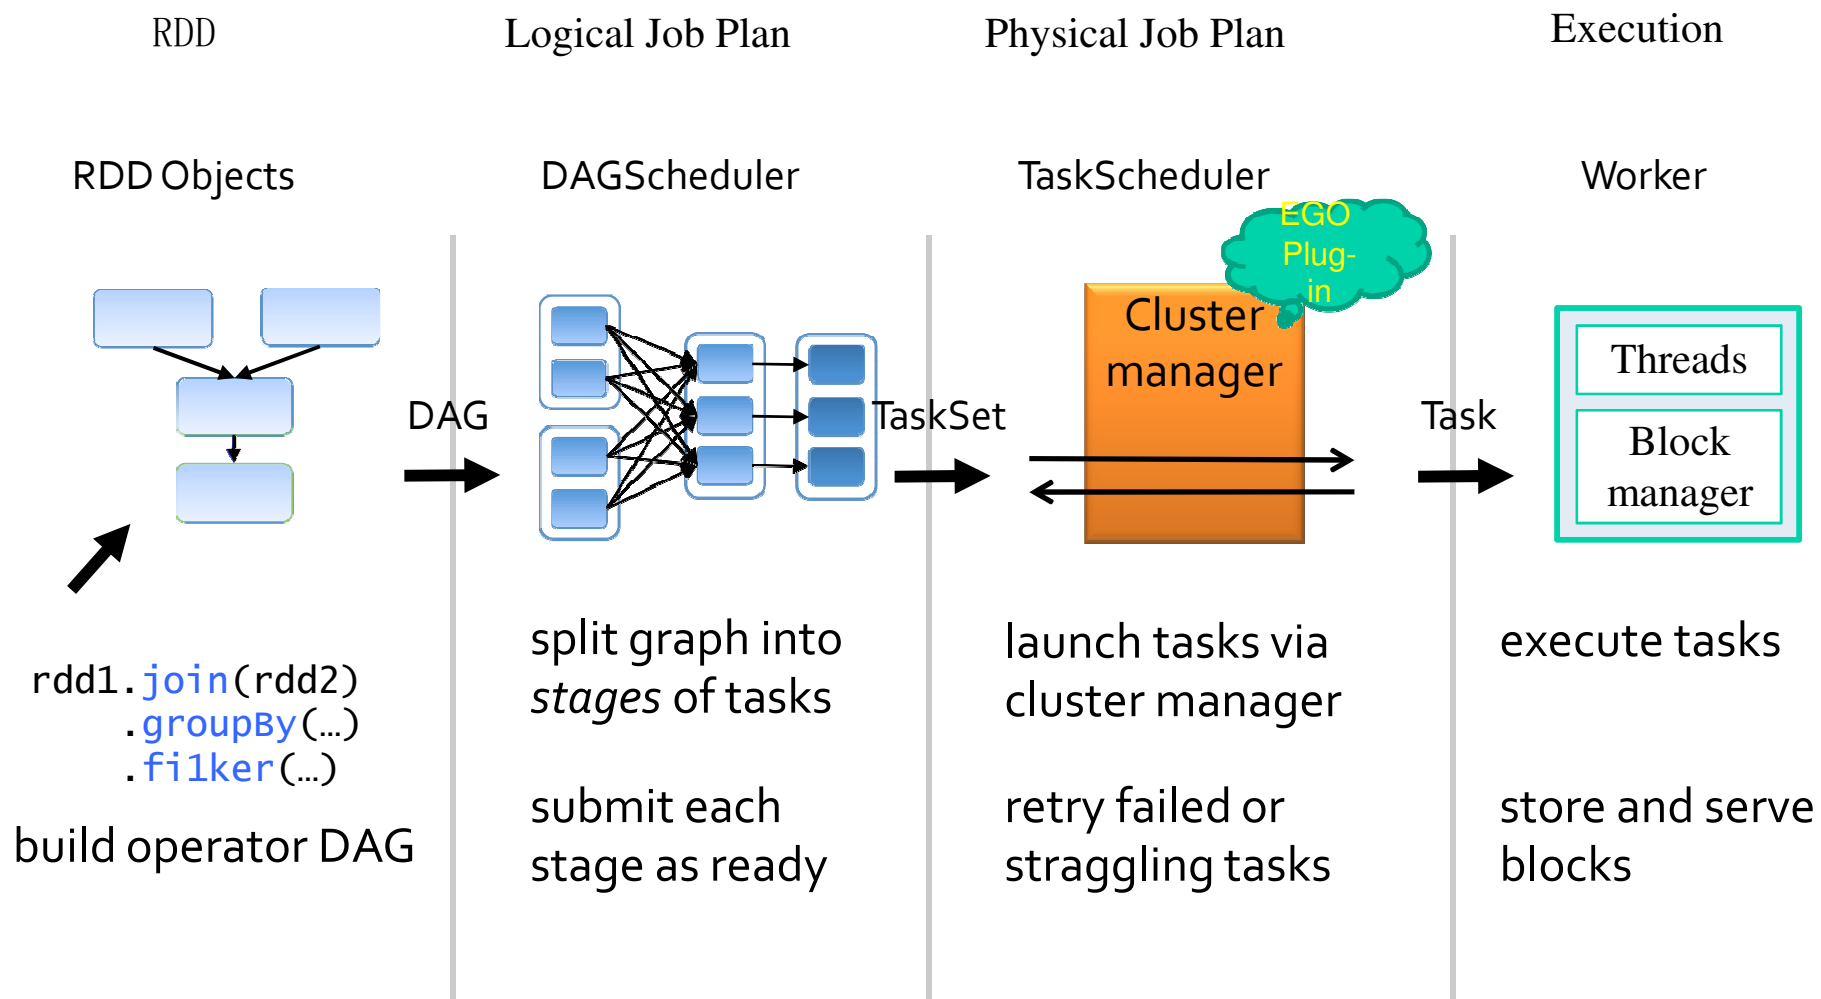 RDD
Logical Job Plan
Physical Job Plan
Execution
RDD Objects
DAGScheduler
TaskScheduler
Worker
EGO
Plug-
in
Cluster
manager
Threads
Block
manager
DAG
TaskSet
Task
rdd1.join(rdd2)
.groupBy(…)
.fi1ker(…)
build operator DAG
split graph into
stages of tasks
submit each
stage as ready
launch tasks via
cluster manager
retry failed or
straggling tasks
execute tasks
store and serve
blocks